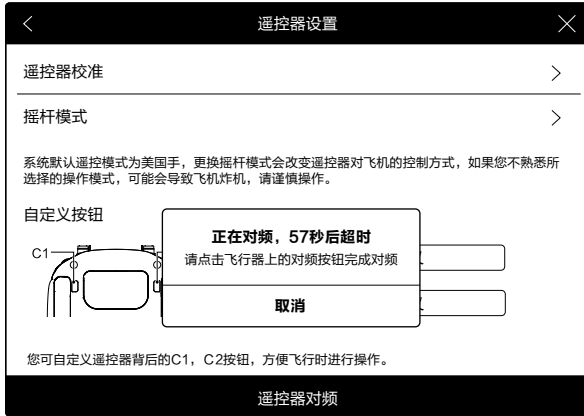 遥控器设置
遥控器校准
摇杆模式
系统默认遥控模式为美国手，更换摇杆模式会改变遥控器对飞机的控制方式，如果您不熟悉所
选择的操作模式，可能会导致飞机炸机，请谨慎操作。
自定义按钮
C1
正在对频，57秒后超时
请点击飞行器上的对频按钮完成对频
取消
您可自定义遥控器背后的C1，C2按钮，方便飞行时进行操作。
遥控器对频